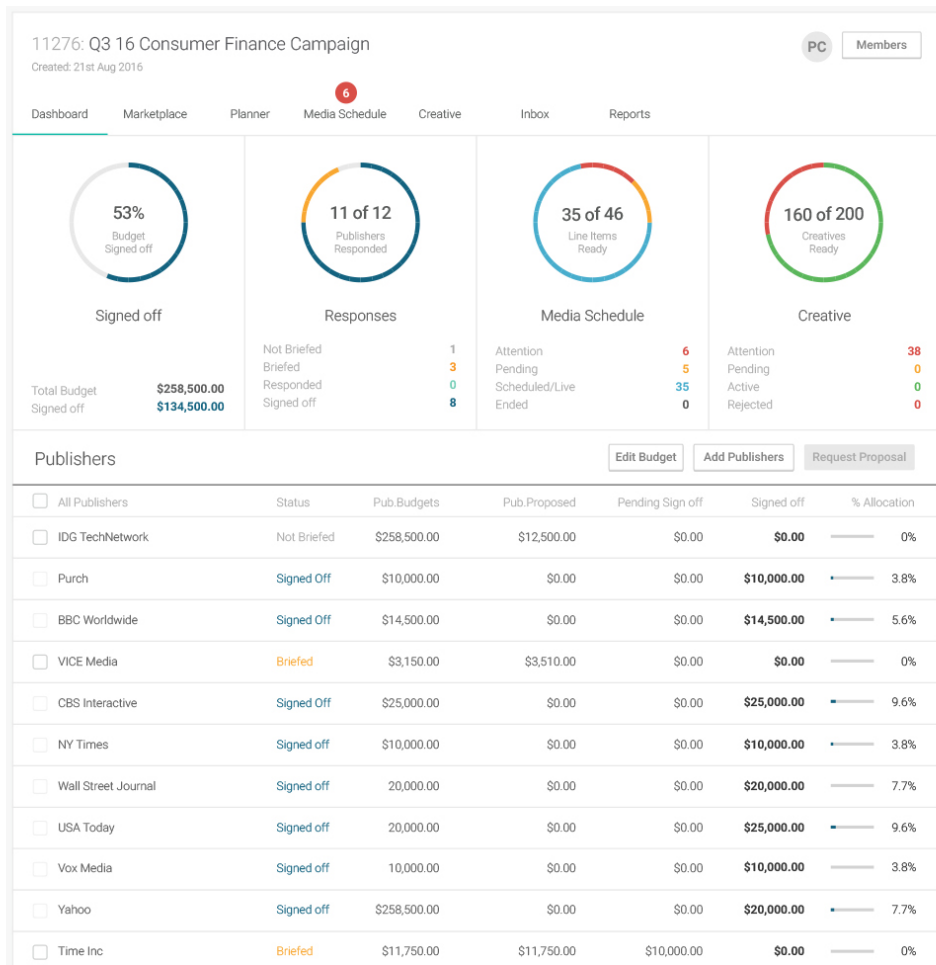 11276: Q3 16 Consumer Finance Campaign
PC
Members
Created: 21st Aug 2016
6
Dashboard Marketplace Planner Media Schedule Creative Inbox Reports
53%
Budget
Signed off
Signed off
Total Budget $258,500.00
Signed off $134,500.00
11 of 12
Publishers
Responded
Responses
Not Briefed 1
Briefed 3
Responded 0
Signed off 8
35 of 46
Line Items
Ready
Media Schedule
Attention 6
Pending 5
Scheduled/Live 35
Ended 0
160 of 200
Creatives
Ready
Creative
Attention 38
Pending 0
Active 0
Rejected 0
Publishers Edit Budget Add Publishers Request Proposal
All Publishers Status Pub.Budgets Pub.Proposed Pending Sign off Signed off % Allocation
IDG TechNetwork Not Briefed $258,500.00 $12,500.00 $0.00 $0.00 0%
Purch Signed Off $10,000.00 $0.00 $0.00 $10,000.00 3.8%
BBC Worldwide Signed Off $14,500.00 $0.00 $0.00 $14,500.00 5.6%
VICE Media Briefed $3,150.00 $3,510.00 $0.00 $0.00 0%
CBS Interactive Signed Off $25,000.00 $0.00 $0.00 $25,000.00 9.6%
NY Times Signed off $10,000.00 $0.00 $0.00 $10,000.00 3.8%
Wall Street Journal Signed off 20,000.00 $0.00 $0.00 $20,000.00 7.7%
USA Today Signed off 20,000.00 $0.00 $0.00 $25,000.00 9.6%
Vox Media Signed off 10,000.00 $0.00 $0.00 $10,000.00 3.8%
Yahoo Signed off $258,500.00 $0.00 $0.00 $20,000.00 7.7%
Time Inc Briefed $11,750.00 $11,750.00 $10,000.00 $0.00 0%